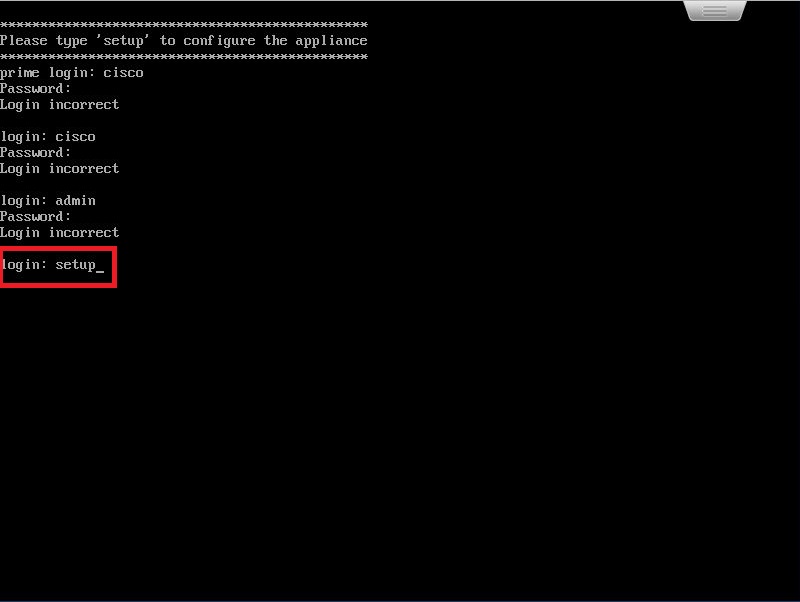 **********************************************
Please type 'setup' to configure the appliance
**********************************************
prime login: cisco
Password:
Login incorrect
login: cisco
Password:
Login incorrect
login: admin
Password:
Login incorrect
login: setup_